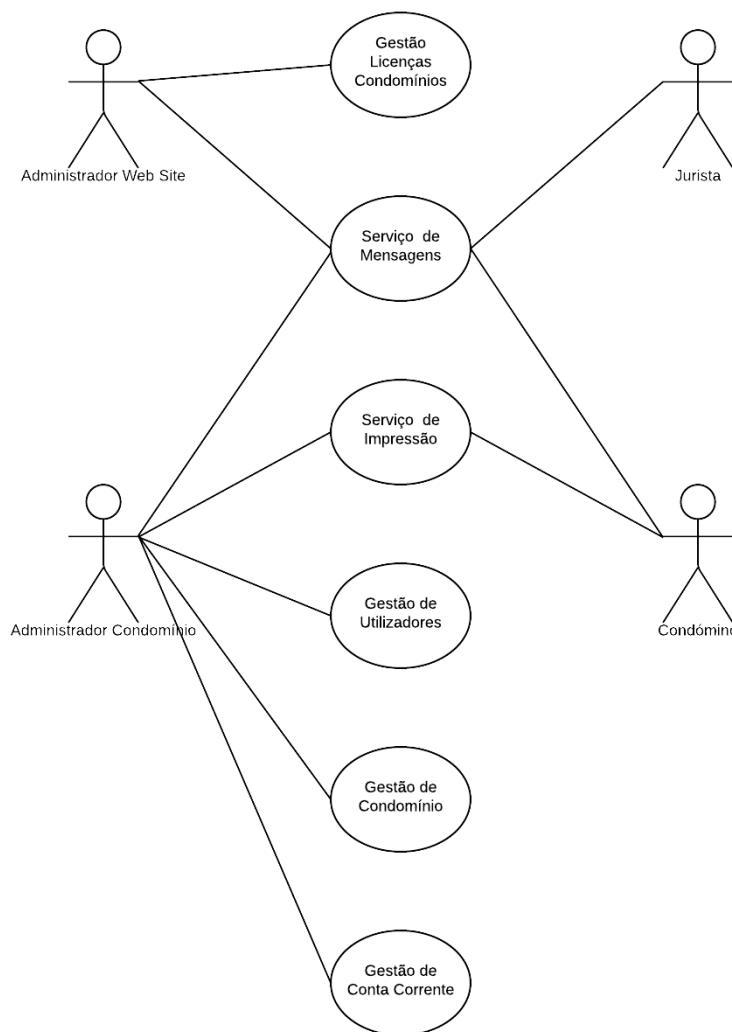 Gestão
Licenças
Condomínios
Administrador Web Site
Jurista
Serviço de
Mensagens
Serviço de
Impressão
Administrador Condomínio
Condómino
Gestão de
Utilizadores
Gestão de
Condomínio
Gestão de
Conta Corrente